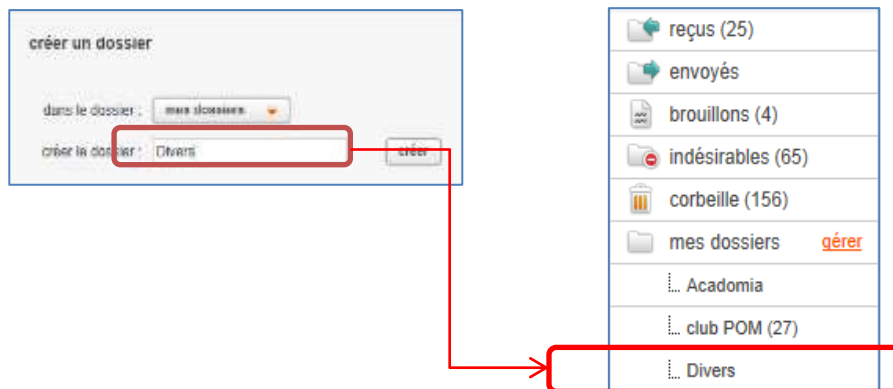 créer un dossier
dans le dossier : mes dossiers
créer le dossier : Divers créer
reçus (25)
envoyés
brouillons (4)
indésirables (65)
corbeille (156)
mes dossiers gérer
Acadomia
club POM (27)
Divers